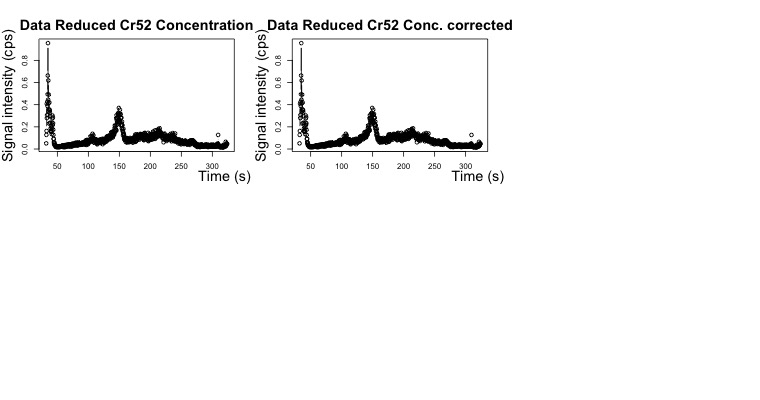 Data Reduced Cr52 Concentration
Signal intensity (cps)
0.0 0.2 0.4 0.6 0.8
50 100 150 200 250 300
Time (s)
Data Reduced Cr52 Conc. corrected
Signal intensity (cps)
0.0 0.2 0.4 0.6 0.8
50 100 150 200 250 300
Time (s)